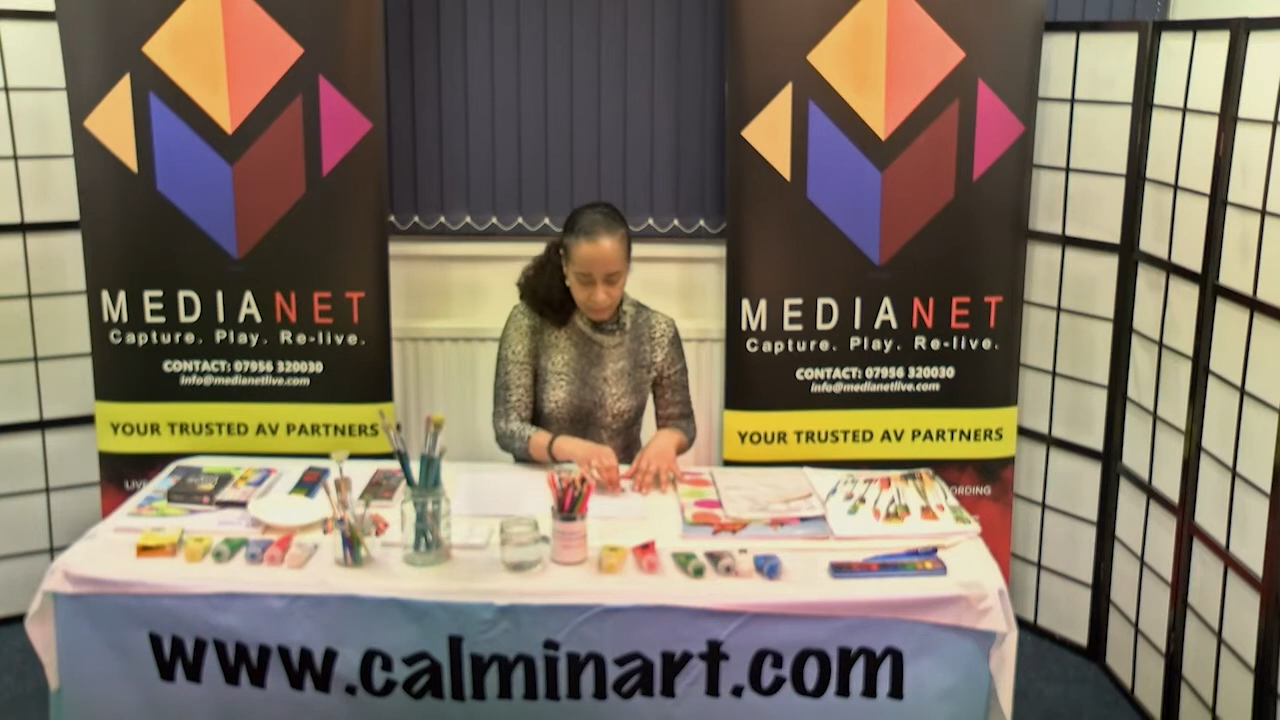 MEDIANET
Capture. Play. Re-live.
CONTACT: 07956 320030
info@medianetlive.com
YOUR TRUSTED AV PARTNERS
MEDIANET
Capture. Play. Re-live.
CONTACT: 07956 320030
info@medianetlive.com
YOUR TRUSTED AV PARTNERS
www.calminart.com